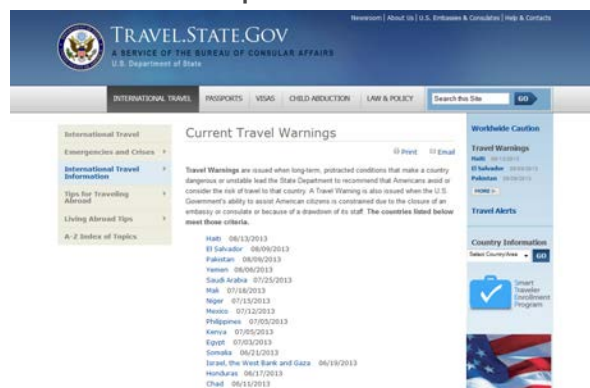 Newsroom | About Us | U.S. Embassies & Consulates | Help & Contacts
TRAVEL.STATE.GOV
A SERVICE OF THE BUREAU OF CONSULAR AFFAIRS
U.S. Department of State
INTERNATIONAL TRAVEL PASSPORTS VISAS CHILD ABDUCTION LAW & POLICY Search this Site GO
International Travel
Emergencies and Crises
International Travel
Information
Tips for Traveling
Abroad
Living Abroad Tips
A-Z Index of Topics
Current Travel Warnings
Print Email
Travel Warnings are issued when long-term, protracted conditions that make a country
dangerous or unstable lead the State Department to recommend that Americans avoid or
consider the risk of travel to that country. A Travel Warning is also issued when the U.S.
Government's ability to assist American citizens is constrained due to the closure of an
embassy or consulate or because of a drawdown of its staff. The countries listed below
meet those criteria.
Haiti 08/13/2013
El Salvador 08/09/2013
Pakistan 08/09/2013
Yemen 08/06/2013
Saudi Arabia 07/25/2013
Mali 07/18/2013
Niger 07/15/2013
Mexico 07/12/2013
Philippines 07/05/2013
Kenya 07/05/2013
Egypt 07/03/2013
Somalia 06/21/2013
Israel, the West Bank and Gaza 06/19/2013
Honduras 06/17/2013
Chad 06/11/2013
Worldwide Caution
Travel Warnings
Haiti 08/13/2013
El Salvador 08/09/2013
Pakistan 08/09/2013
MORE
Travel Alerts
Country Information
Select Country/Area GO
Smart
Traveler
Enrollment
Program